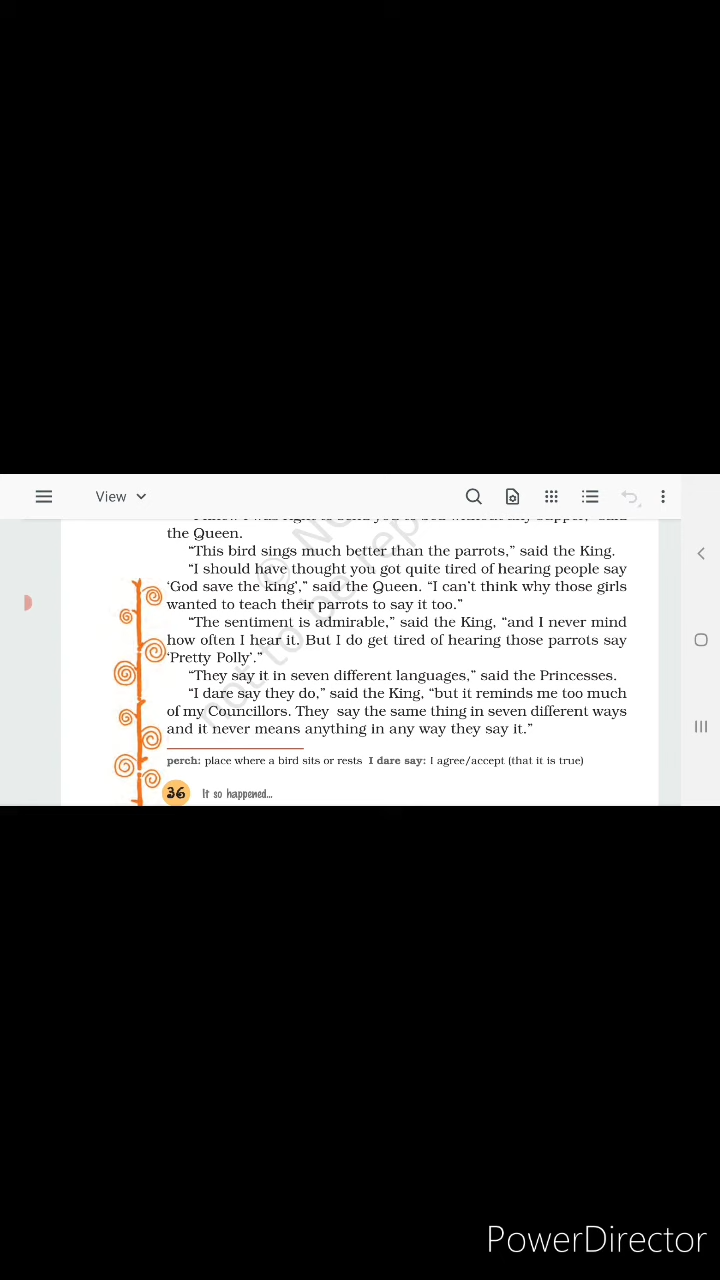 View
the Queen.
“This bird sings much better than the parrots,” said the King.
“I should have thought you got quite tired of hearing people say
‘God save the king’,” said the Queen. “I can’t think why those girls
wanted to teach their parrots to say it too.”
“The sentiment is admirable,” said the King, “and I never mind
how often I hear it. But I do get tired of hearing those parrots say
‘Pretty Polly’.”
“They say it in seven different languages,” said the Princesses.
“I dare say they do,” said the King, “but it reminds me too much
of my Councillors. They say the same thing in seven different ways
and it never means anything in any way they say it.”
perch: place where a bird sits or rests I dare say: I agree/accept (that it is true)
36 It so happened...
not to be rep
PowerDirector